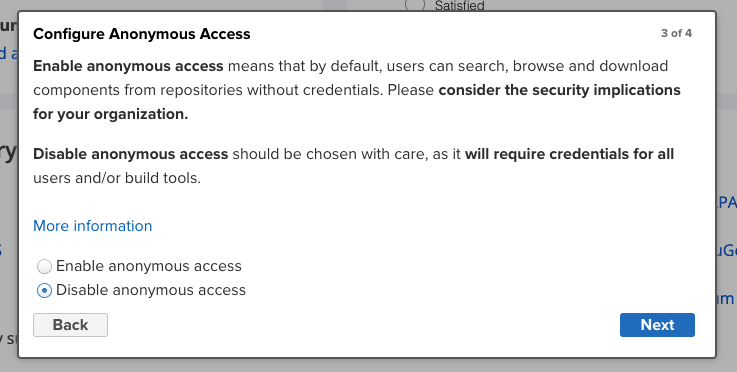 Satisfied
Configure Anonymous Access
3 of 4
Enable anonymous access means that by default, users can search, browse and download
components from repositories without credentials. Please consider the security implications
for your organization.
Disable anonymous access should be chosen with care, as it will require credentials for all
users and/or build tools.
More information
Enable anonymous access
Disable anonymous access
Back
Next